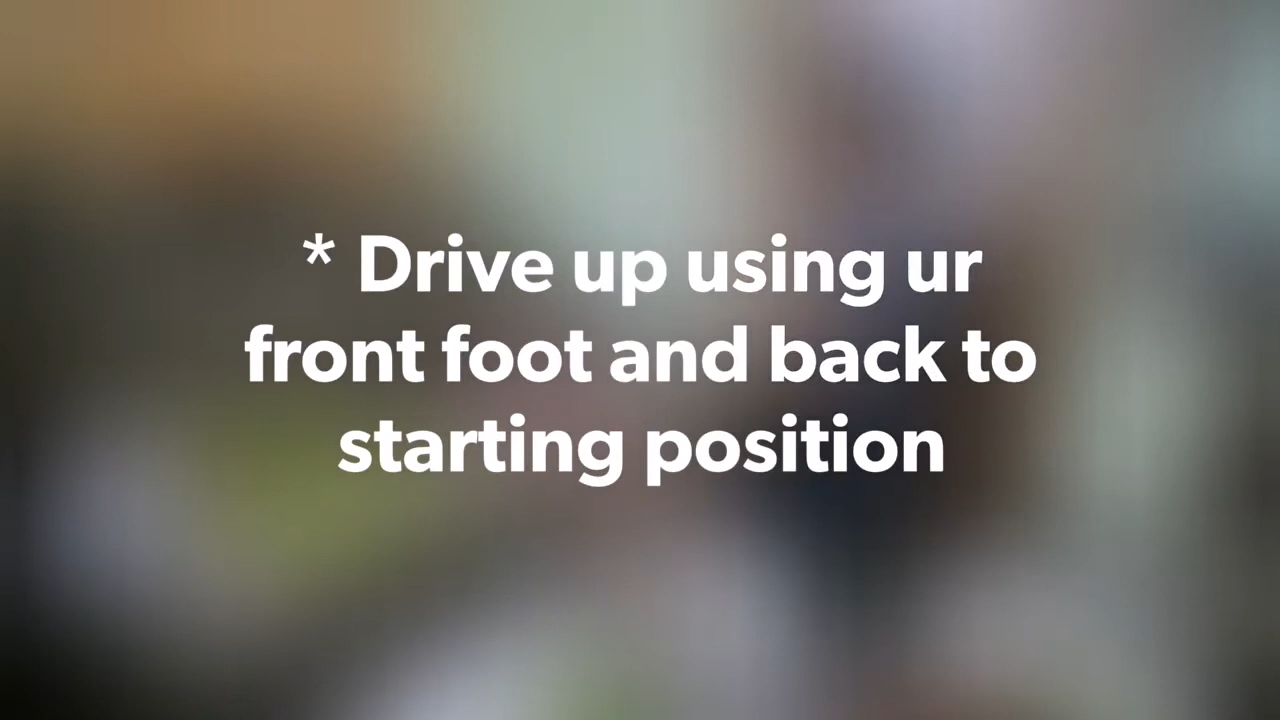 * Drive up using ur
front foot and back to
starting position